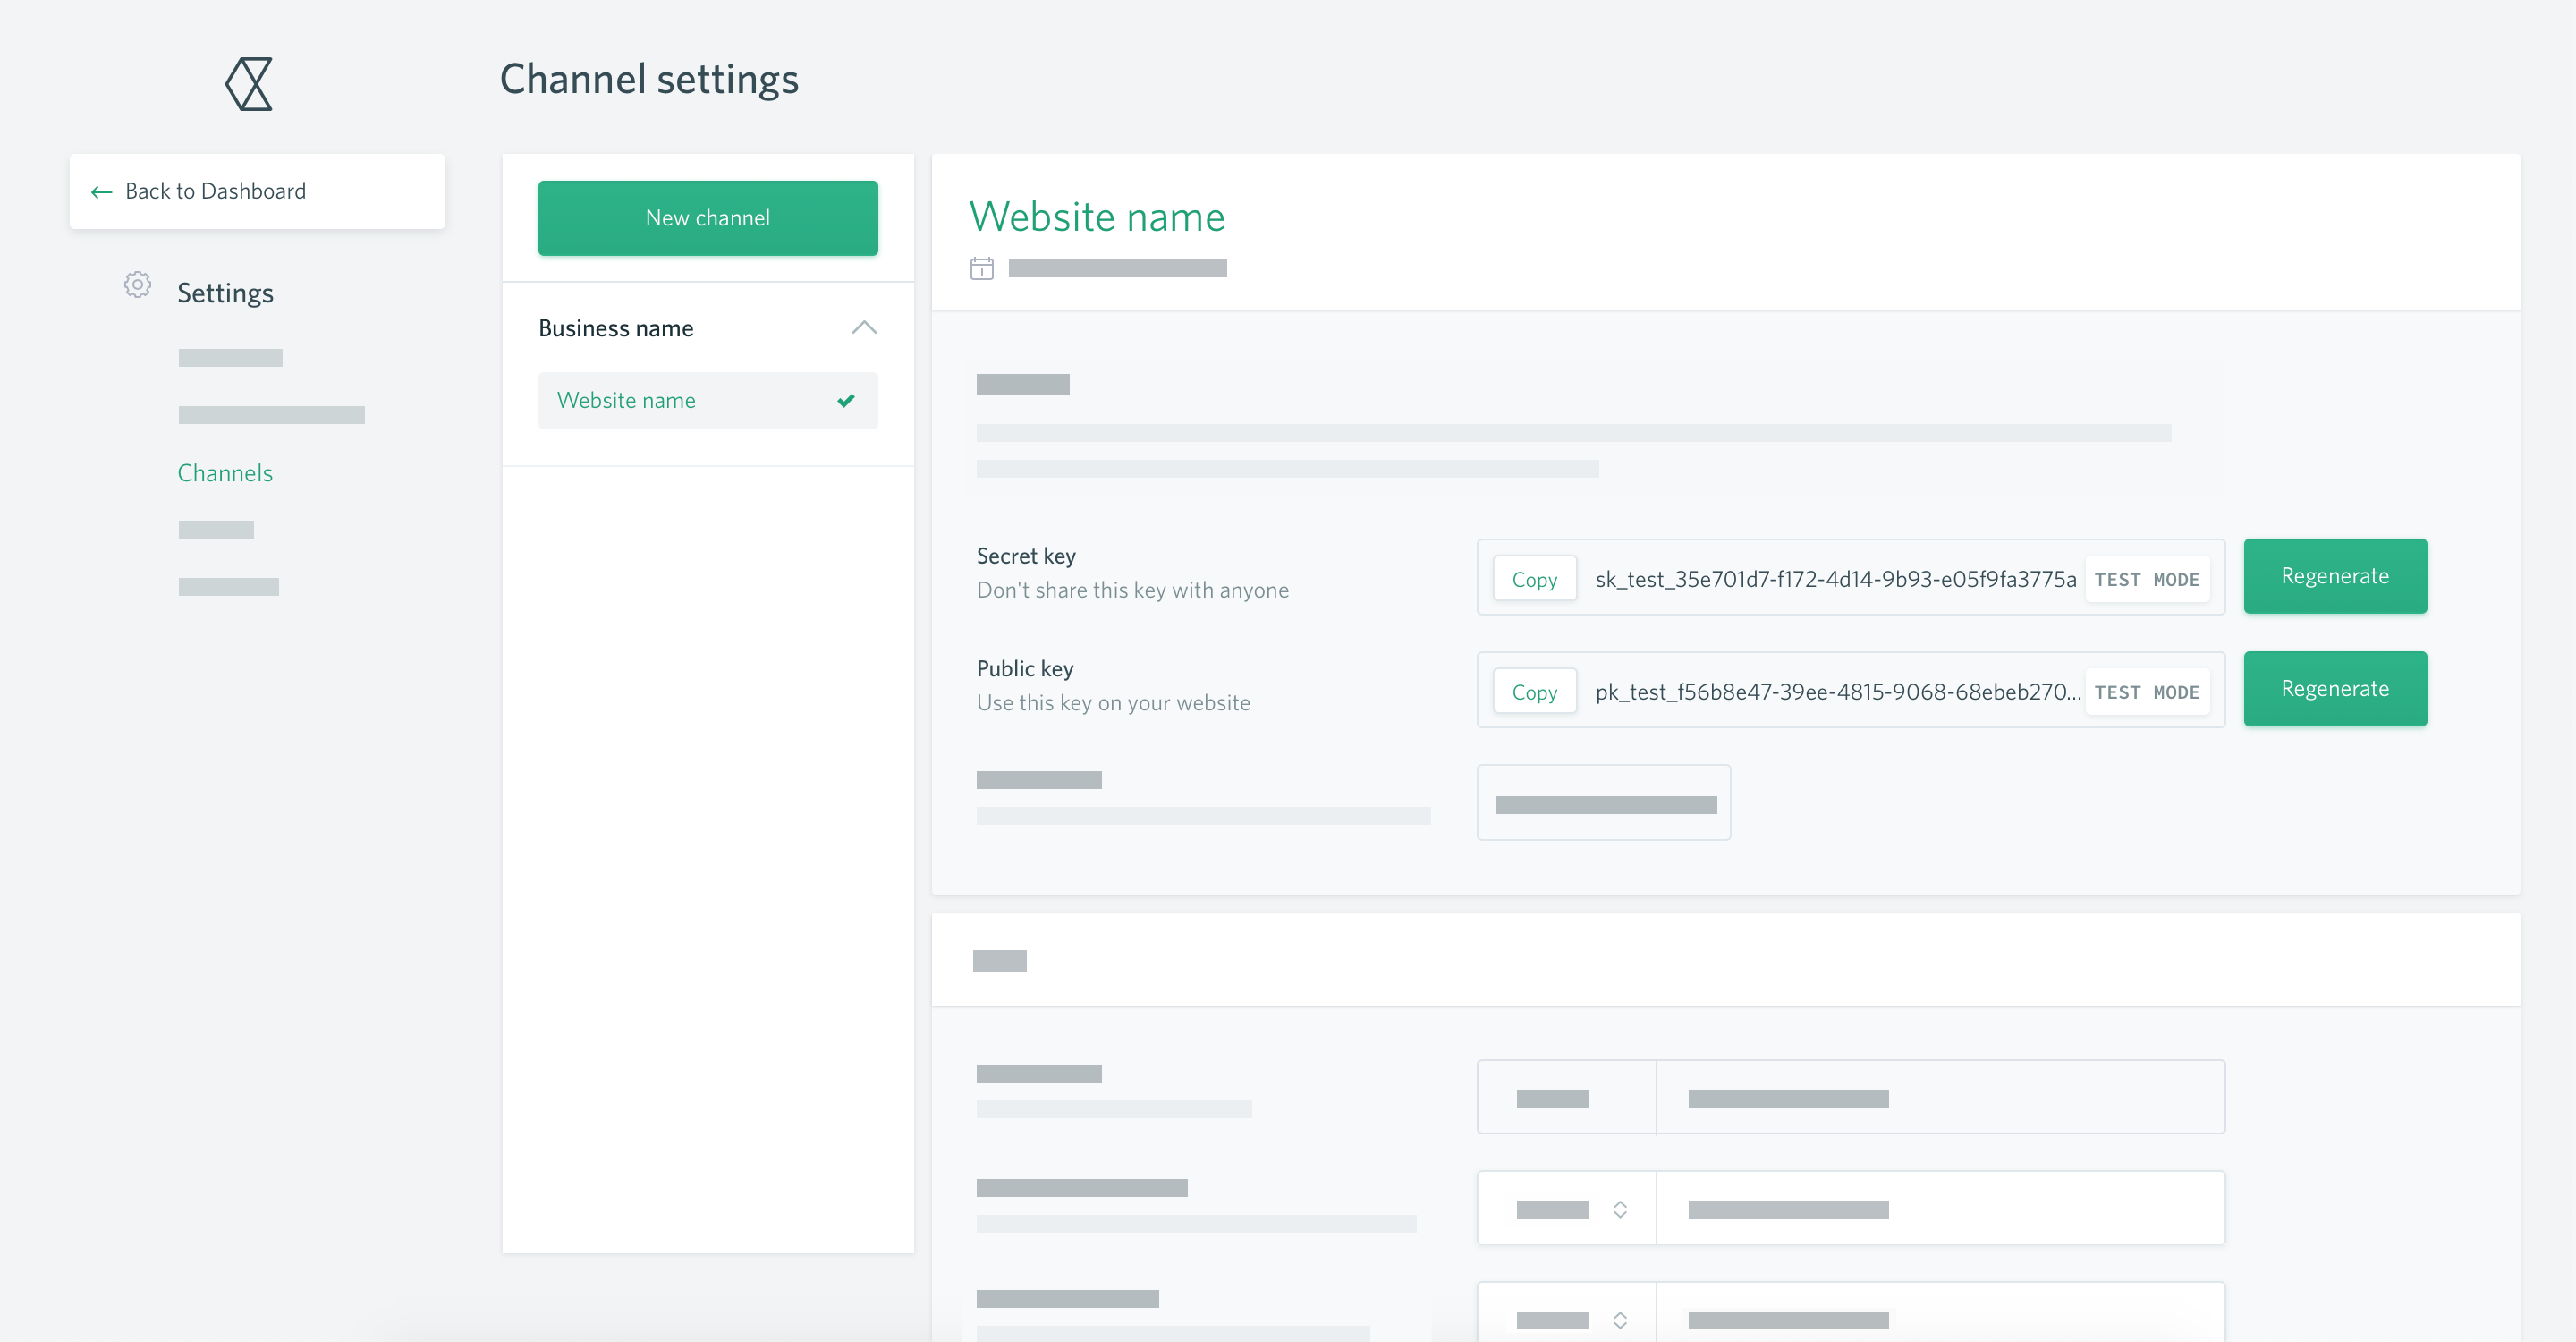 Channel settings
Back to Dashboard
Settings
Channels
New channel
Business name
Website name
Website name
Secret key
Don't share this key with anyone
Copy
sk_test_35e701d7-f172-4d14-9b93-e05f9fa3775a
TEST MODE
Regenerate
Public key
Use this key on your website
Copy
pk_test_f56b8e47-39ee-4815-9068-68ebeb270...
TEST MODE
Regenerate